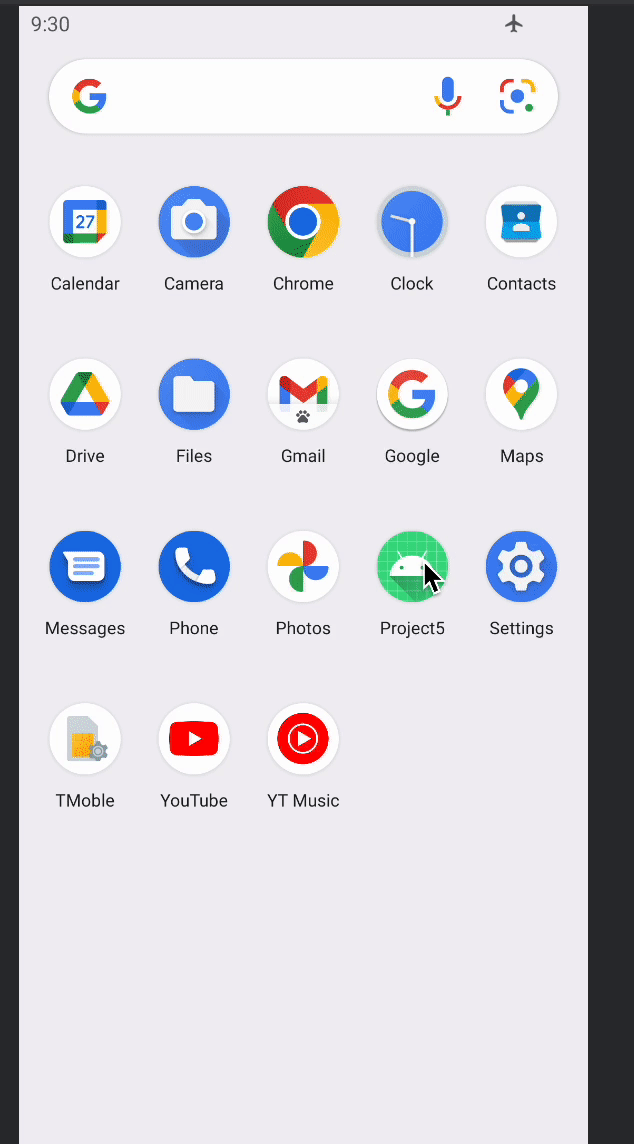 9:30
27
Calendar Camera Chrome Clock Contacts
Drive Files Gmail Google Maps
Messages Phone Photos Project5 Settings
TMoble YouTube YT Music